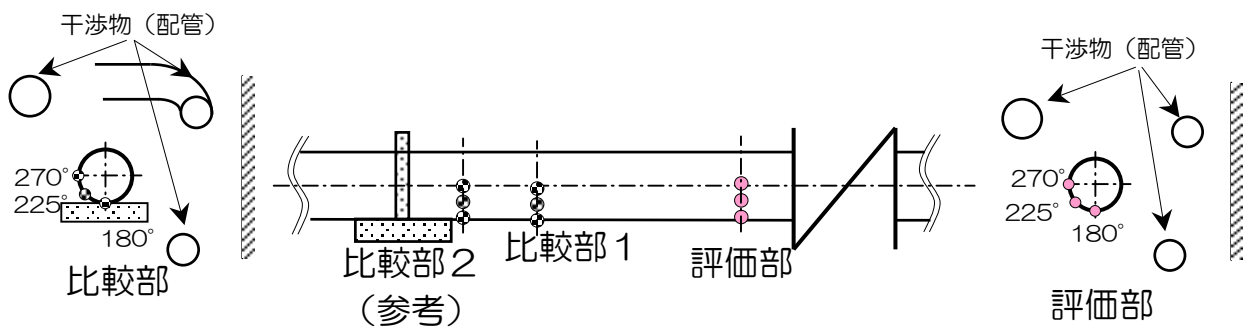 干渉物（配管）
270°
225°
180°
比較部
比較部２
（参考）
比較部１
評価部
干渉物（配管）
270°
225°
180°
評価部